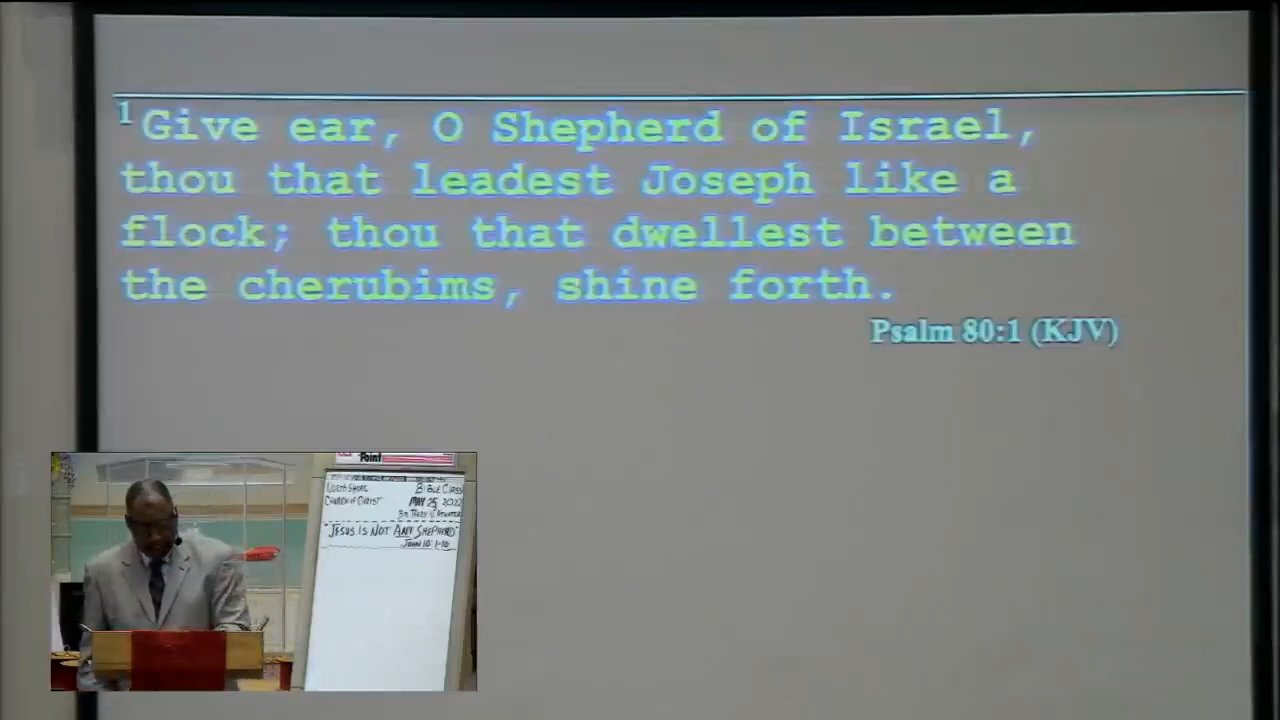 1 Give ear, O Shepherd of Israel,
thou that leadest Joseph like a
flock; thou that dwellest between
the cherubims, shine forth.
Psalm 80:1 (KJV)
Point
NORTH SHORE BIBLE CLASS
CHURCH of CHRIST MAY 25, 2022
"JESUS IS NOT ANY SHEPHERD"
JOHN 10:1-10